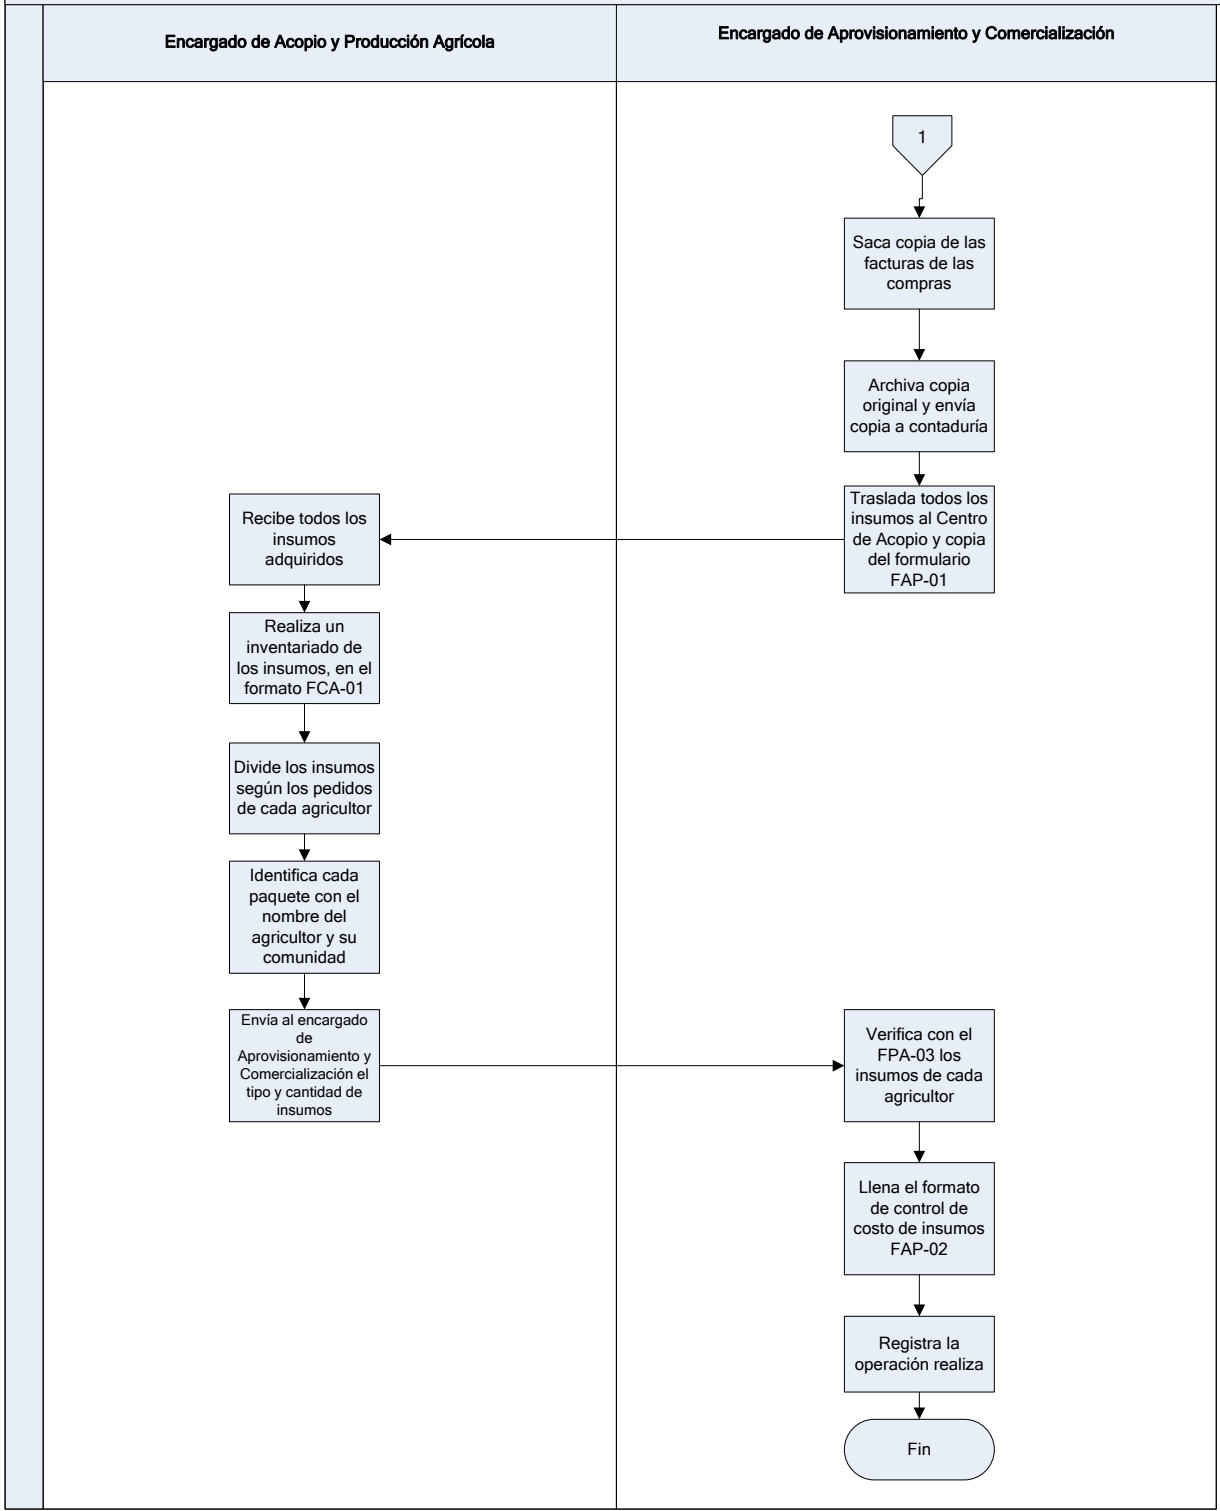 Encargado de Acopio y Producción Agrícola
Encargado de Aprovisionamiento y Comercialización
1
Saca copia de las
facturas de las
compras
Archiva copia
original y envía
copia a contaduría
Traslada todos los
insumos al Centro
de Acopio y copia
del formulario
FAP-01
Recibe todos los
insumos
adquiridos
Realiza un
inventariado de
los insumos, en el
formato FCA-01
Divide los insumos
según los pedidos
de cada agricultor
Identifica cada
paquete con el
nombre del
agricultor y su
comunidad
Envía al encargado
de
Aprovisionamiento y
Comercialización el
tipo y cantidad de
insumos
Verifica con el
FPA-03 los
insumos de cada
agricultor
Llena el formato
de control de
costo de insumos
FAP-02
Registra la
operación realiza
Fin